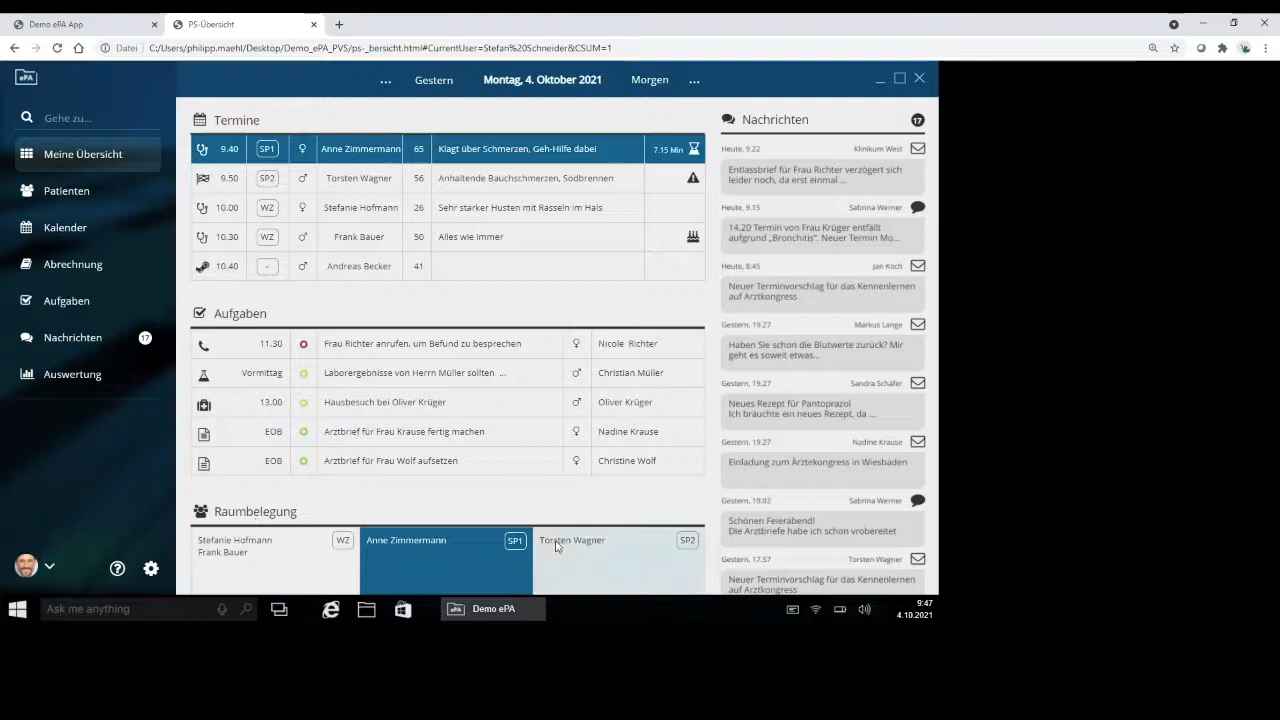 Demo ePA App
PS-Übersicht
Datei
C:/Users/philipp.maehl/Desktop/Demo_ePA_PVS/ps-_bersicht.html#CurrentUser=Stefan%20Schneider&CSUM=1
ePA
Gehe zu...
Meine Übersicht
Patienten
Kalender
Abrechnung
Aufgaben
Nachrichten 17
Auswertung
... Gestern Montag, 4. Oktober 2021 Morgen ...
Termine
9.40 SP1 ♀ Anne Zimmermann 65 Klagt über Schmerzen, Geh-Hilfe dabei 7.15 Min
9.50 SP2 ♂ Torsten Wagner 56 Anhaltende Bauchschmerzen, Sodbrennen
10.00 WZ ♀ Stefanie Hofmann 26 Sehr starker Husten mit Rasseln im Hals
10.30 WZ ♂ Frank Bauer 50 Alles wie immer
10.40 - ♂ Andreas Becker 41
Aufgaben
11.30 Frau Richter anrufen, um Befund zu besprechen ♀ Nicole Richter
Vormittag Laborergebnisse von Herrn Müller sollten ... ♂ Christian Müller
13.00 Hausbesuch bei Oliver Krüger ♂ Oliver Krüger
EOB Arztbrief für Frau Krause fertig machen ♀ Nadine Krause
EOB Arztbrief für Frau Wolf aufsetzen ♀ Christine Wolf
Raumbelegung
Stefanie Hofmann WZ
Frank Bauer
Anne Zimmermann SP1
Torsten Wagner SP2
Nachrichten 17
Heute, 9.22 Klinikum West
Entlassbrief für Frau Richter verzögert sich
leider noch, da erst einmal ...
Heute, 9.15 Sabrina Werner
14.20 Termin von Frau Krüger entfällt
aufgrund „Bronchitis“. Neuer Termin Mo...
Heute, 8:45 Jan Koch
Neuer Terminvorschlag für das Kennenlernen
auf Arztkongress
Gestern, 19.27 Markus Lange
Haben Sie schon die Blutwerte zurück? Mir
geht es soweit etwas...
Gestern, 19.27 Sandra Schäfer
Neues Rezept für Pantoprazol
Ich bräuchte ein neues Rezept, da ...
Gestern, 19.27 Nadine Krause
Einladung zum Ärztekongress in Wiesbaden
Gestern, 19.02 Sabrina Werner
Schönen Feierabend!
Die Arztbriefe habe ich schon vrobereitet
Gestern, 17.57 Torsten Wagner
Neuer Terminvorschlag für das Kennenlernen
auf Arztkongress
Ask me anything
ePA Demo ePA
9:47
4.10.2021